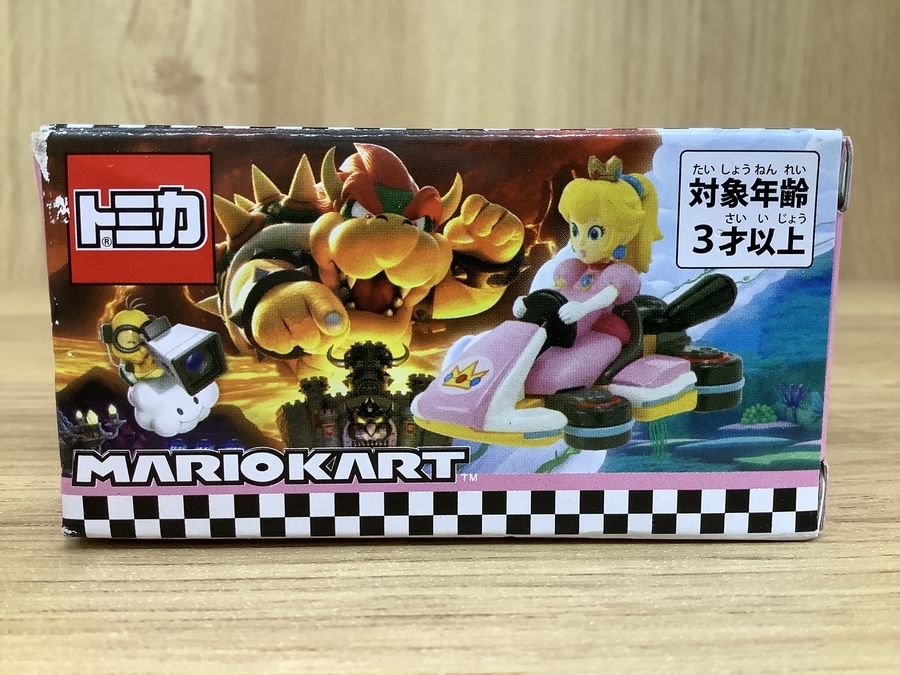 トミカ®
たいしょうねんれい
対象年齢
さいいじょう
3才以上
MARIOKART™